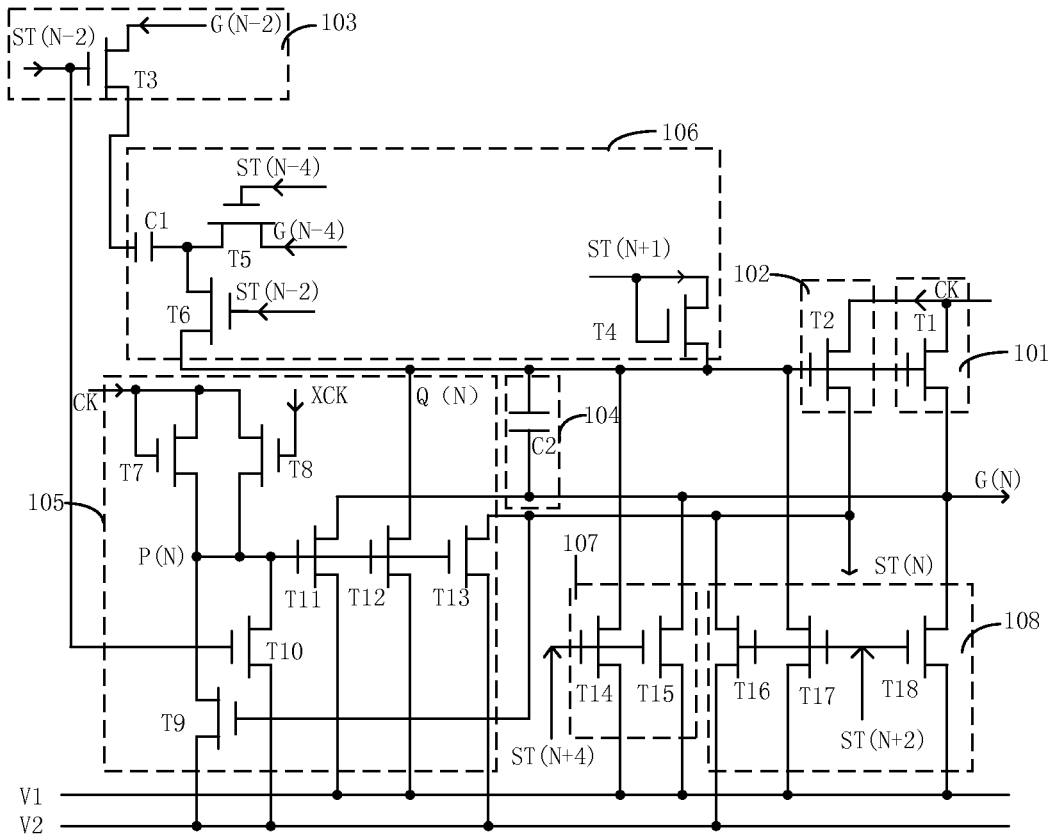 G(N-2)
103
ST(N-2)
T3
106
ST(N-4)
C1
G(N-4)
T5
ST(N+1)
102
CK
ST(N-2)
T6
T4
T2
T1
101
CK
XCK
Q (N)
104
C2
T7
T8
G(N)
105
P(N)
107
ST(N)
T11
T12
T13
108
T10
T14
T15
T16
T17
T18
T9
ST(N+4)
ST(N+2)
V1
V2